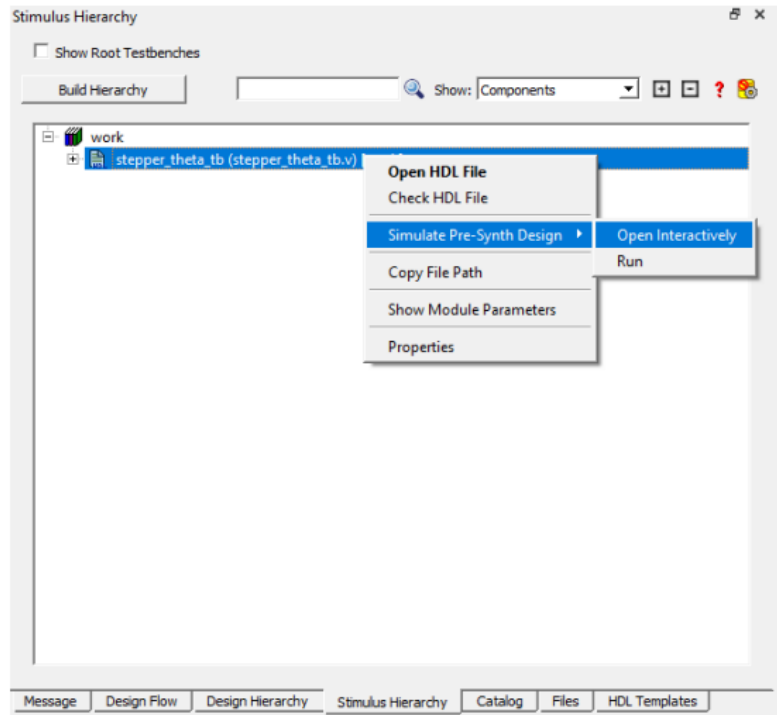 Stimulus Hierarchy
Show Root Testbenches
Build Hierarchy
Show: Components
work
stepper_theta_tb (stepper_theta_tb.v)
Open HDL File
Check HDL File
Simulate Pre-Synth Design
Open Interactively
Run
Copy File Path
Show Module Parameters
Properties
Message Design Flow Design Hierarchy Stimulus Hierarchy Catalog Files HDL Templates